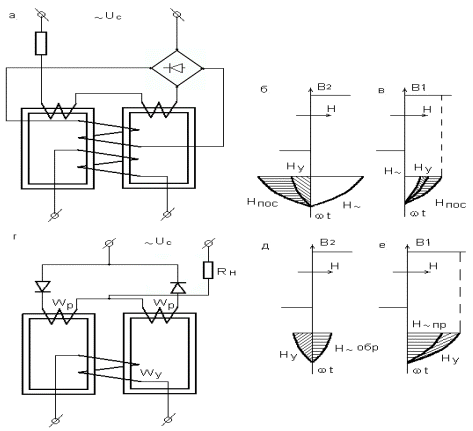 а
~Uc
б
B2
H
Hу
Hпос
H~
ωt
в
B1
H
H~
Hу
Hпос
ωt
г
~Uc
Rн
Wр
Wр
Wу
д
B2
H
Hу
H~обр
ωt
е
B1
H
H~пр
Hу
ωt